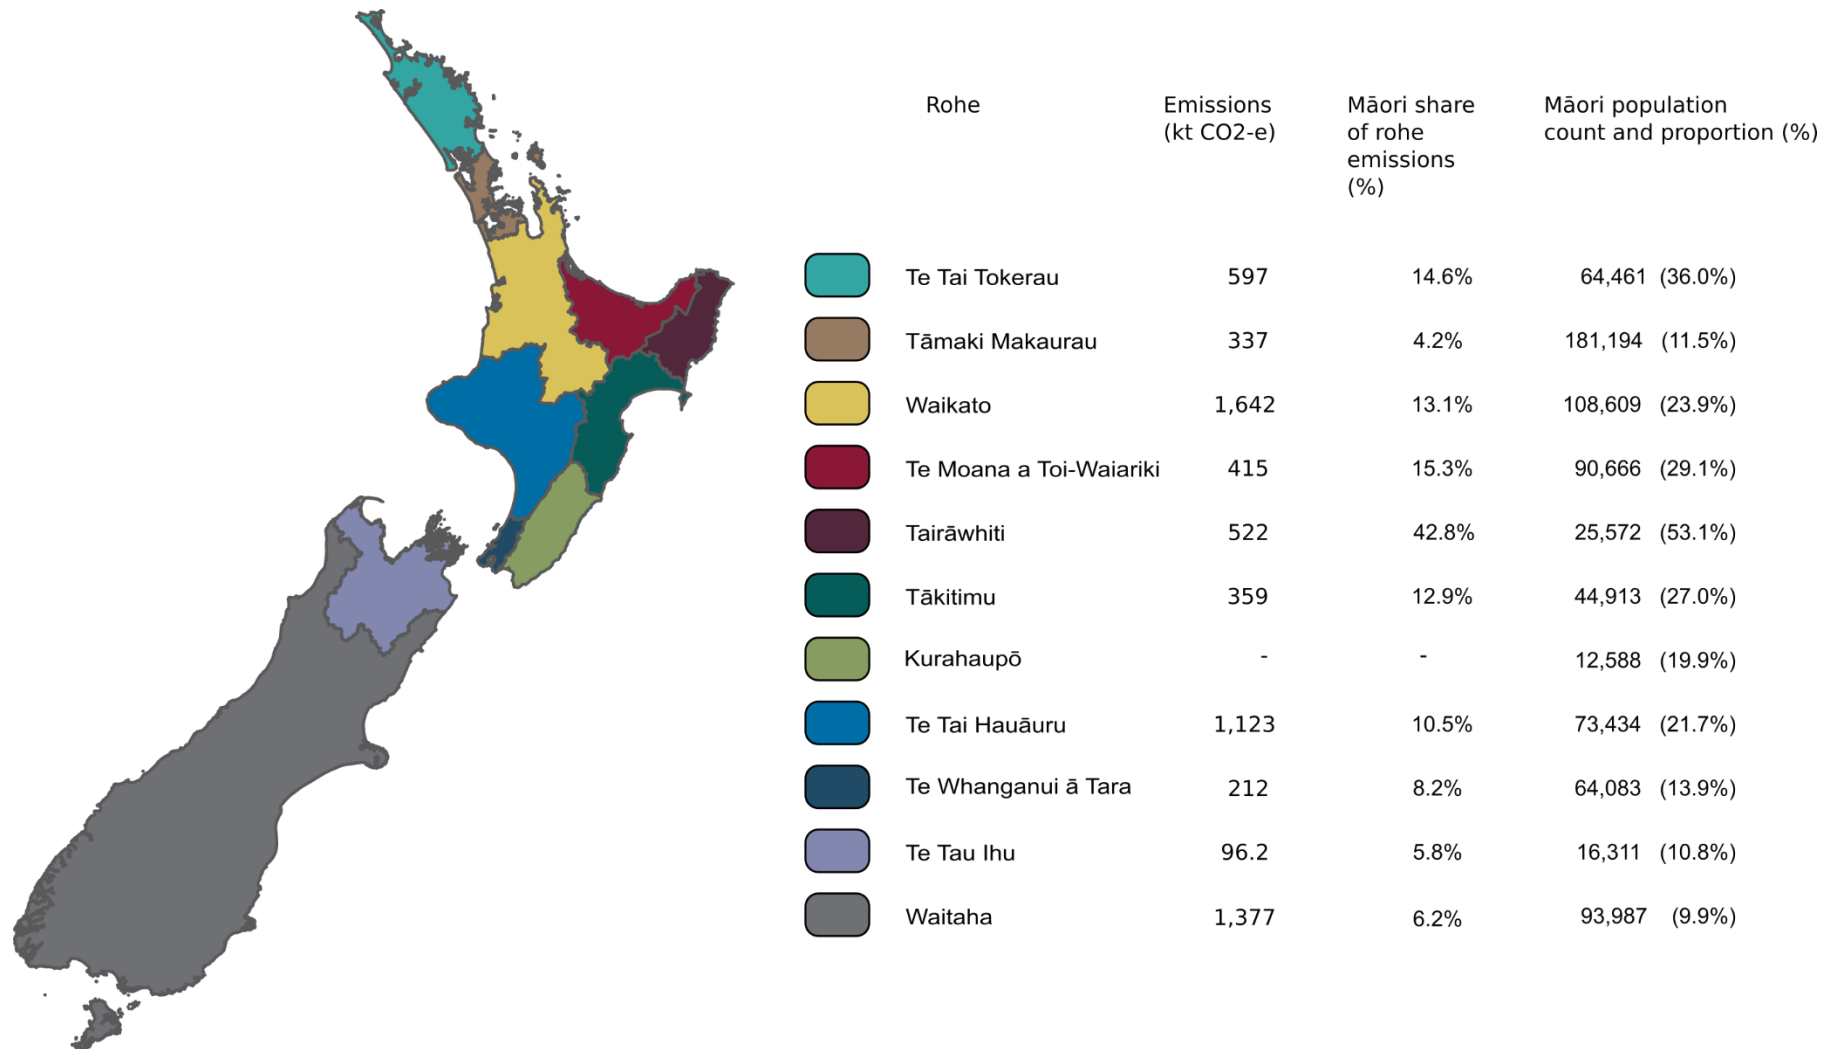 Rohe
Emissions
(kt CO2-e)
Māori share
of rohe
emissions
(%)
Māori population
count and proportion (%)
Te Tai Tokerau 597 14.6% 64,461 (36.0%)
Tāmaki Makaurau 337 4.2% 181,194 (11.5%)
Waikato 1,642 13.1% 108,609 (23.9%)
Te Moana a Toi-Waiariki 415 15.3% 90,666 (29.1%)
Tairāwhiti 522 42.8% 25,572 (53.1%)
Tākitimu 359 12.9% 44,913 (27.0%)
Kurahaupō - - 12,588 (19.9%)
Te Tai Hauāuru 1,123 10.5% 73,434 (21.7%)
Te Whanganui ā Tara 212 8.2% 64,083 (13.9%)
Te Tau Ihu 96.2 5.8% 16,311 (10.8%)
Waitaha 1,377 6.2% 93,987 (9.9%)